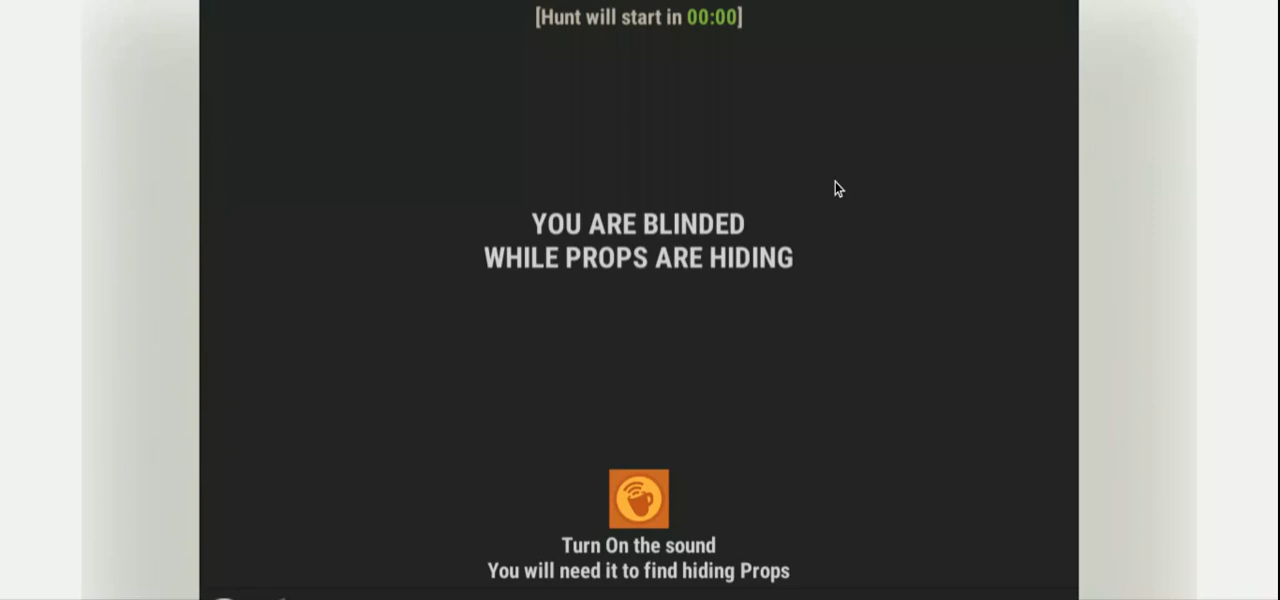 [Hunt will start in 00:00]
YOU ARE BLINDED
WHILE PROPS ARE HIDING
Turn On the sound
You will need it to find hiding Props